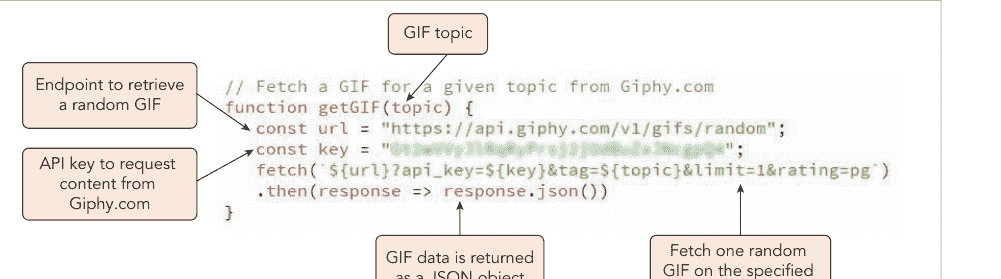 GIF topic
Endpoint to retrieve
a random GIF
// Fetch a GIF for a given topic from Giphy.com
function getGIF(topic) {
const url = "https://api.giphy.com/v1/gifs/random";
const key = "";
API key to request
content from
Giphy.com
fetch(`${url}?api_key=${key}&tag=${topic}&limit=1&rating=pg`)
.then(response => response.json())
}
GIF data is returned
as a JSON object
Fetch one random
GIF on the specified